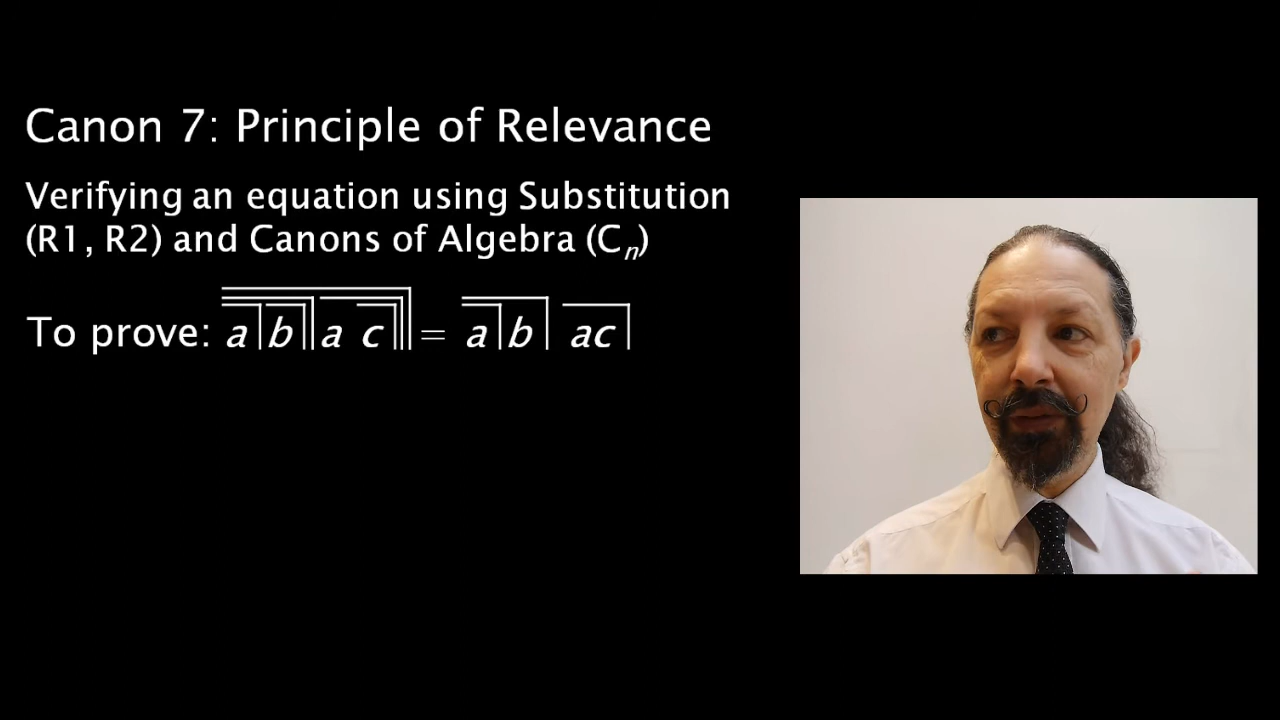 Canon 7: Principle of Relevance
Verifying an equation using Substitution
(R1, R2) and Canons of Algebra (Cn)
To prove: a b a c = a b ac